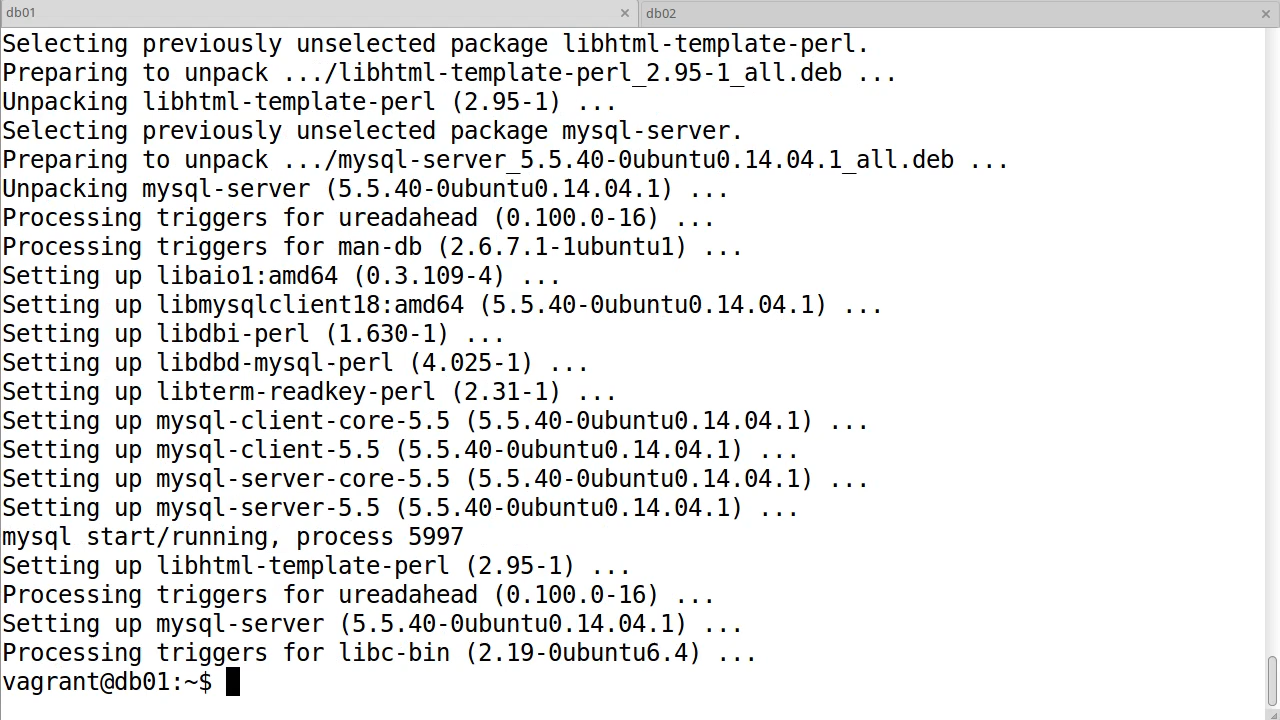 db01 × db02 ×
Selecting previously unselected package libhtml-template-perl.
Preparing to unpack .../libhtml-template-perl_2.95-1_all.deb ...
Unpacking libhtml-template-perl (2.95-1) ...
Selecting previously unselected package mysql-server.
Preparing to unpack .../mysql-server_5.5.40-0ubuntu0.14.04.1_all.deb ...
Unpacking mysql-server (5.5.40-0ubuntu0.14.04.1) ...
Processing triggers for ureadahead (0.100.0-16) ...
Processing triggers for man-db (2.6.7.1-1ubuntu1) ...
Setting up libaio1:amd64 (0.3.109-4) ...
Setting up libmysqlclient18:amd64 (5.5.40-0ubuntu0.14.04.1) ...
Setting up libdbi-perl (1.630-1) ...
Setting up libdbd-mysql-perl (4.025-1) ...
Setting up libterm-readkey-perl (2.31-1) ...
Setting up mysql-client-core-5.5 (5.5.40-0ubuntu0.14.04.1) ...
Setting up mysql-client-5.5 (5.5.40-0ubuntu0.14.04.1) ...
Setting up mysql-server-core-5.5 (5.5.40-0ubuntu0.14.04.1) ...
Setting up mysql-server-5.5 (5.5.40-0ubuntu0.14.04.1) ...
mysql start/running, process 5997
Setting up libhtml-template-perl (2.95-1) ...
Processing triggers for ureadahead (0.100.0-16) ...
Setting up mysql-server (5.5.40-0ubuntu0.14.04.1) ...
Processing triggers for libc-bin (2.19-0ubuntu6.4) ...
vagrant@db01:~$